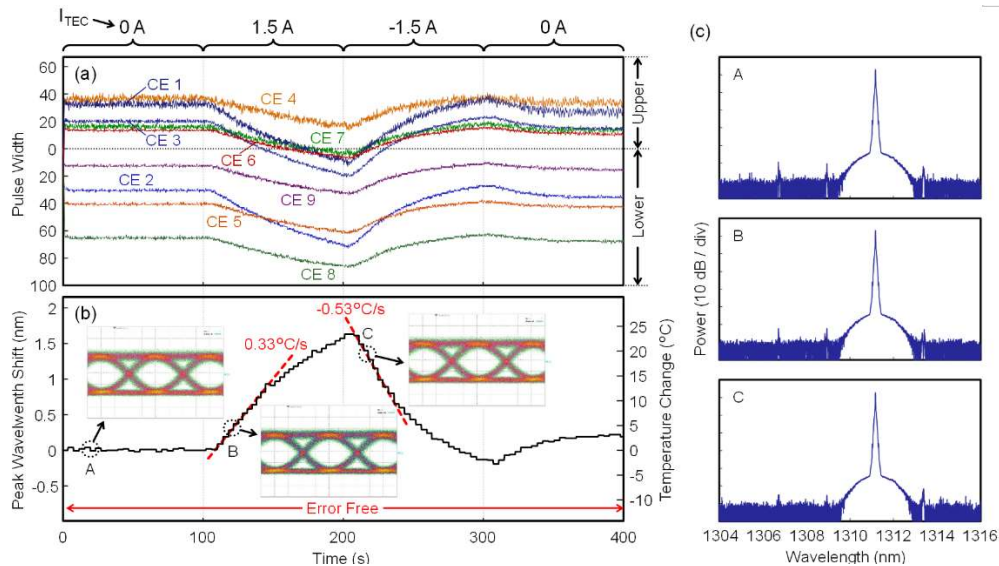 I_TEC
0 A 1.5 A -1.5 A 0 A
(a)
60
40
20
0
20
40
60
80
100
Pulse Width
CE 1
CE 4
CE 3
CE 7
CE 6
CE 2
CE 9
CE 5
CE 8
Upper
Lower
(b)
2
1.5
1
0.5
0
-0.5
Peak Wavelwenth Shift (nm)
0.33°C/s
-0.53°C/s
A
B
C
Error Free
25
20
15
10
5
0
-5
-10
Temperature Change (°C)
0 100 200 300 400
Time (s)
(c)
A
B
C
Power (10 dB / div)
1304 1306 1308 1310 1312 1314 1316
Wavelength (nm)